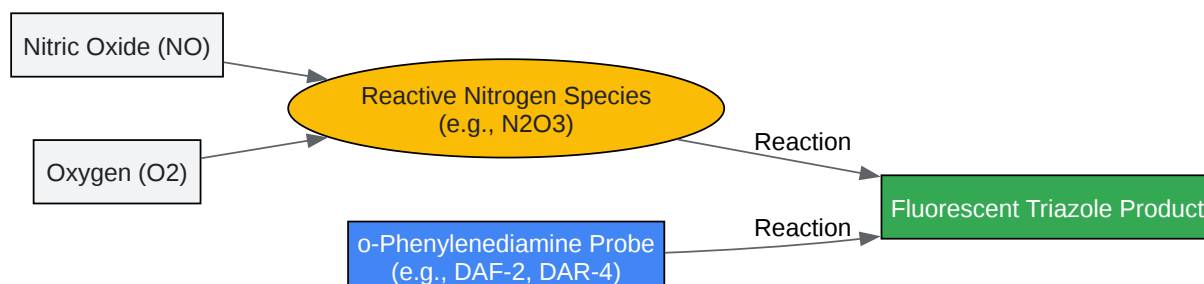 Nitric Oxide (NO)
Reactive Nitrogen Species
(e.g., N2O3)
Reaction
Oxygen (O2)
Fluorescent Triazole Product
o-Phenylenediamine Probe
(e.g., DAF-2, DAR-4)
Reaction